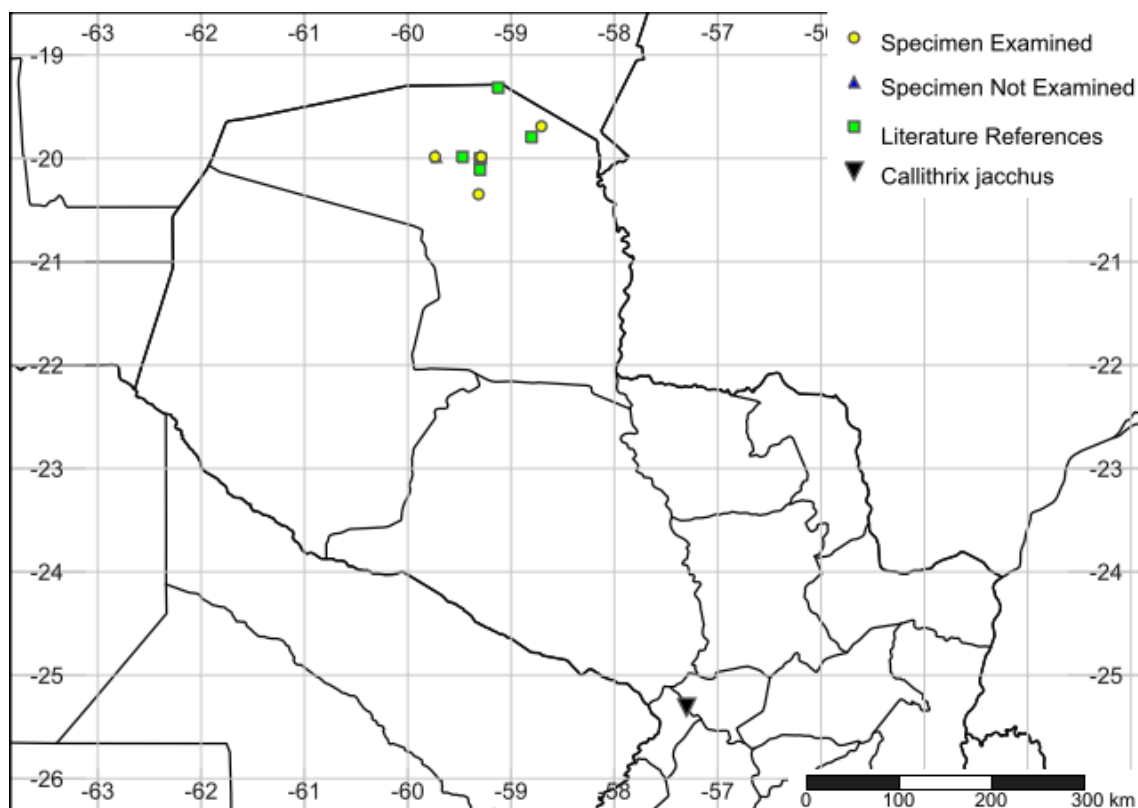 -63 -62 -61 -60 -59 -58 -57 -56
Specimen Examined
-19
Specimen Not Examined
Literature References
-20
Callithrix jacchus
-21 -21
-22 -22
-23 -23
-24 -24
-25 -25
-26 -26
-63 -62 -61 -60 -59 -58 -57
0 100 200 300 km